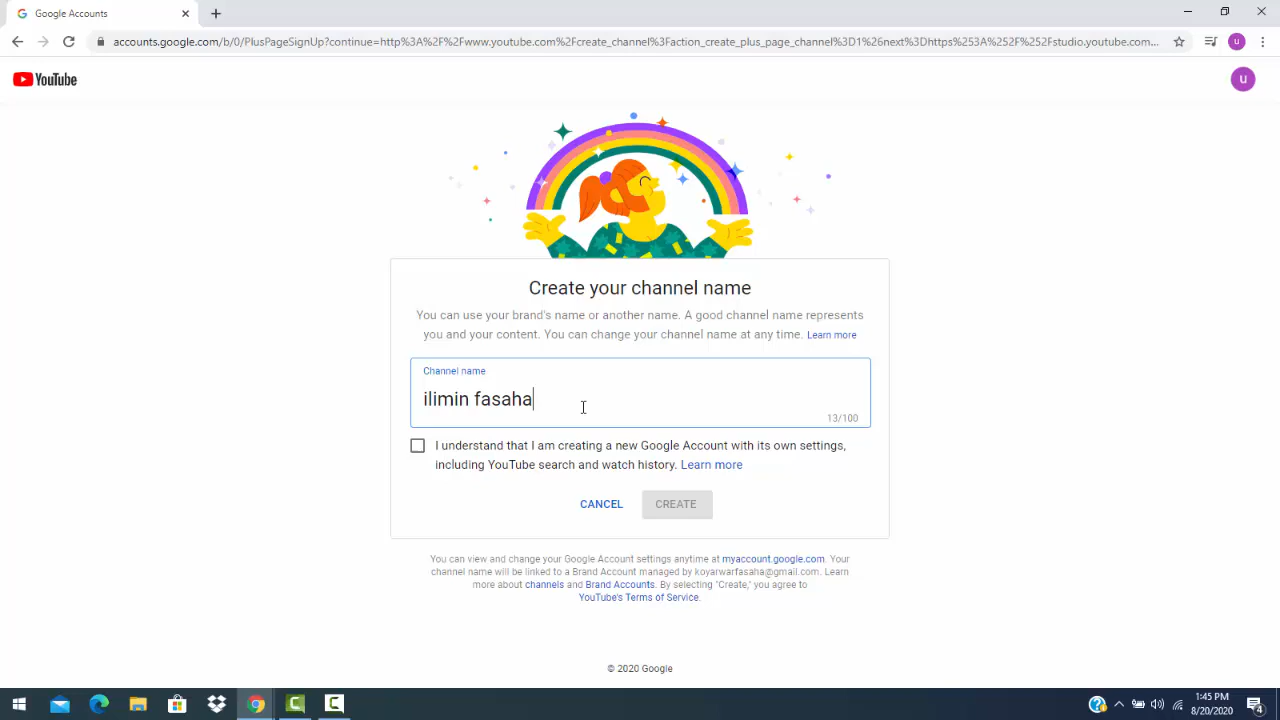 Google Accounts
accounts.google.com/b/0/PlusPageSignUp?continue=http%3A%2F%2Fwww.youtube.com%2Fcreate_channel%3Faction_create_plus_page_channel%3D1%26next%3Dhttps%253A%252F%252Fstudio.youtube.com...
u
YouTube
u
Create your channel name
You can use your brand's name or another name. A good channel name represents
you and your content. You can change your channel name at any time. Learn more
Channel name
ilimin fasaha
13/100
I understand that I am creating a new Google Account with its own settings,
including YouTube search and watch history. Learn more
CANCEL CREATE
You can view and change your Google Account settings anytime at myaccount.google.com. Your
channel name will be linked to a Brand Account managed by koyarwarfasaha@gmail.com. Learn
more about channels and Brand Accounts. By selecting "Create," you agree to
YouTube's Terms of Service.
© 2020 Google
1:45 PM
8/20/2020
4